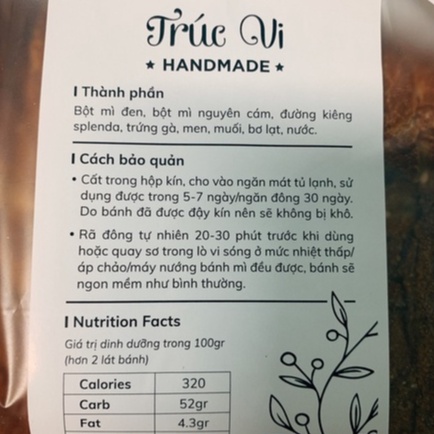 Trúc Vi
★ HANDMADE ★
Thành phần
Bột mì đen, bột mì nguyên cám, đường kiêng
splenda, trứng gà, men, muối, bơ lạt, nước.
Cách bảo quản
• Cất trong hộp kín, cho vào ngăn mát tủ lạnh, sử
dụng được trong 5-7 ngày/ngăn đông 30 ngày.
Do bánh đã được đậy kín nên sẽ không bị khô.
• Rã đông tự nhiên 20-30 phút trước khi dùng
hoặc quay sơ trong lò vi sóng ở mức nhiệt thấp/
áp chảo/máy nướng bánh mì đều được, bánh sẽ
ngon mềm như bình thường.
Nutrition Facts
Giá trị dinh dưỡng trong 100gr
(hơn 2 lát bánh)
Calories 320
Carb 52gr
Fat 4.3gr